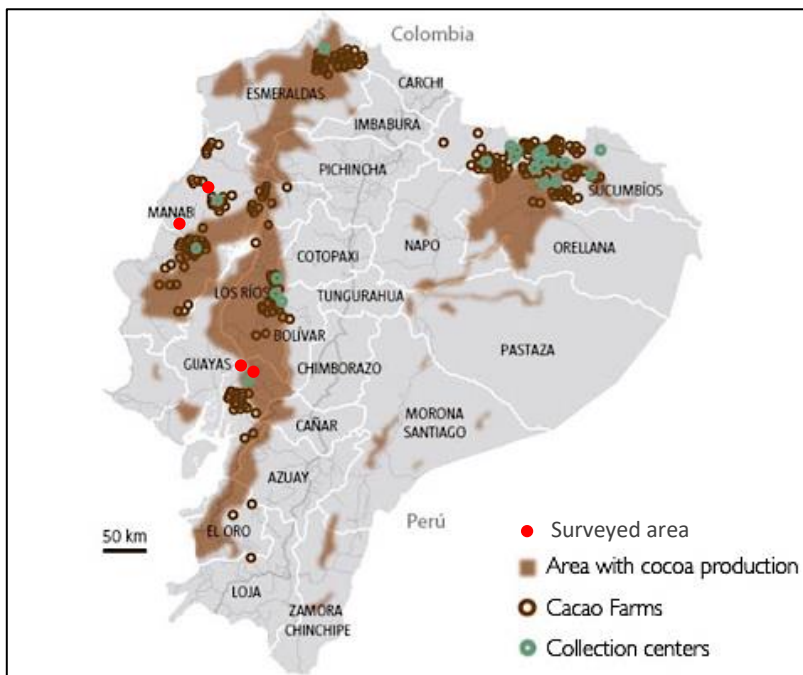 Colombia
CARCHI
ESMERALDAS
IMBABURA
PICHINCHA
SUCUMBÍOS
MANABÍ
NAPO
ORELLANA
COTOPAXI
LOS RÍOS
TUNGURAHUA
BOLÍVAR
PASTAZA
GUAYAS
CHIMBORAZO
MORONA
SANTIAGO
CAÑAR
AZUAY
Perú
EL ORO
50 km
LOJA
ZAMORA
CHINCHIPE
Surveyed area
Area with cocoa production
Cacao Farms
Collection centers